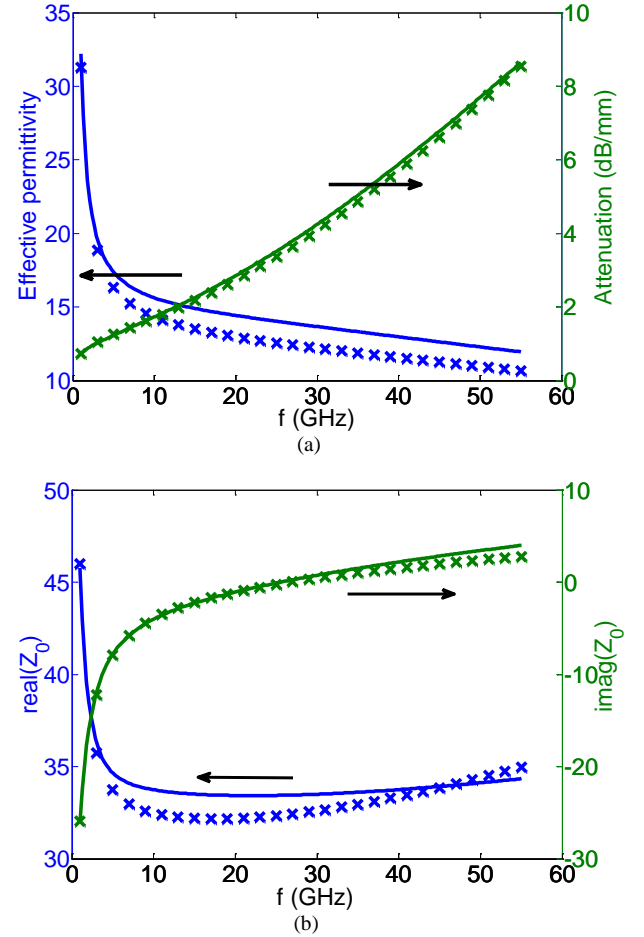 35
30
25
20
15
10
Effective permittivity
10
8
6
4
2
0
Attenuation (dB/mm)
0 10 20 30 40 50 60
f (GHz)
(a)
50
45
40
35
30
real(Z0)
10
0
-10
-20
-30
imag(Z0)
0 10 20 30 40 50 60
f (GHz)
(b)